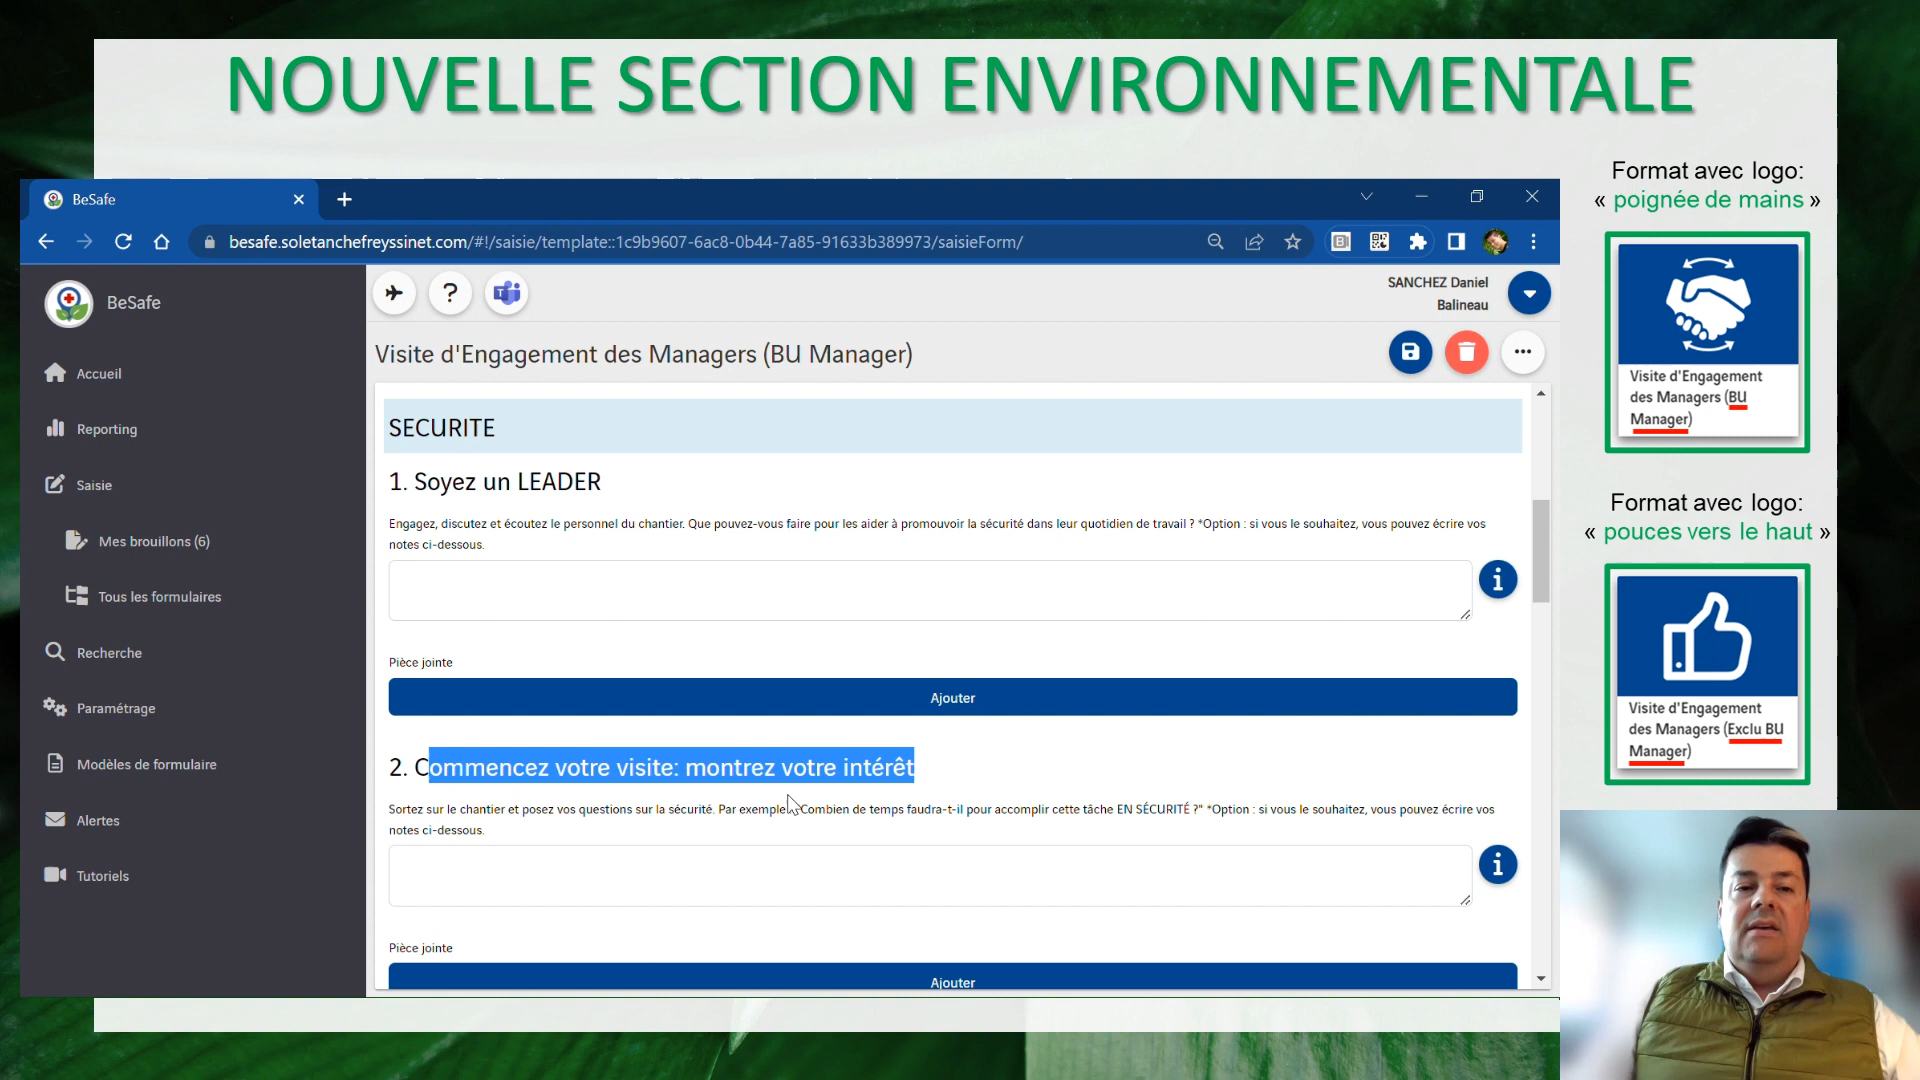 NOUVELLE SECTION ENVIRONNEMENTALE
BeSafe
besafe.soletanchefreyssinet.com/#!/saisie/template::1c9b9607-6ac8-0b44-7a85-91633b389973/saisieForm/
BeSafe
Accueil
Reporting
Saisie
Mes brouillons (6)
Tous les formulaires
Recherche
Paramétrage
Modèles de formulaire
Alertes
Tutoriels
?
T
SANCHEZ Daniel
Balineau
Visite d'Engagement des Managers (BU Manager)
SECURITE
1. Soyez un LEADER
Engagez, discutez et écoutez le personnel du chantier. Que pouvez-vous faire pour les aider à promouvoir la sécurité dans leur quotidien de travail ? *Option : si vous le souhaitez, vous pouvez écrire vos
notes ci-dessous.
Pièce jointe
Ajouter
2. Commencez votre visite: montrez votre intérêt
Sortez sur le chantier et posez vos questions sur la sécurité. Par exemple "Combien de temps faudra-t-il pour accomplir cette tâche EN SÉCURITÉ ?" *Option : si vous le souhaitez, vous pouvez écrire vos
notes ci-dessous.
Pièce jointe
Ajouter
Format avec logo:
« poignée de mains »
Visite d'Engagement
des Managers (BU
Manager)
Format avec logo:
« pouces vers le haut »
Visite d'Engagement
des Managers (Exclu BU
Manager)